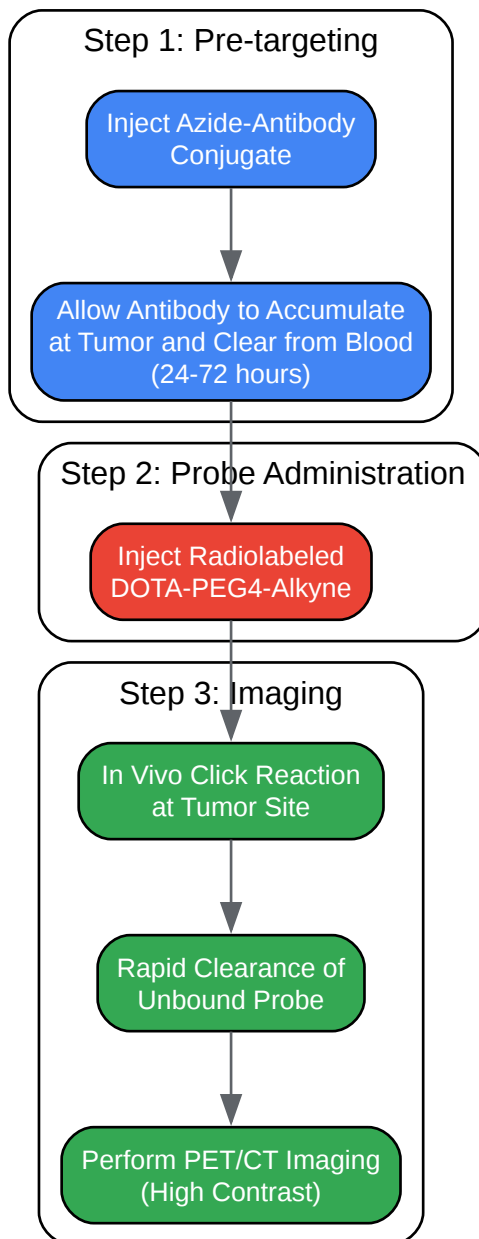 Step 1: Pre-targeting
Inject Azide-Antibody
Conjugate
Allow Antibody to Accumulate
at Tumor and Clear from Blood
(24-72 hours)
Step 2: Probe Administration
Inject Radiolabeled
DOTA-PEG4-Alkyne
Step 3: Imaging
In Vivo Click Reaction
at Tumor Site
Rapid Clearance of
Unbound Probe
Perform PET/CT Imaging
(High Contrast)